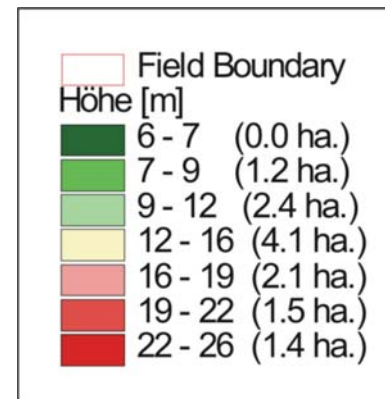 Field Boundary
Höhe [m]
6 - 7 (0.0 ha.)
7 - 9 (1.2 ha.)
9 - 12 (2.4 ha.)
12 - 16 (4.1 ha.)
16 - 19 (2.1 ha.)
19 - 22 (1.5 ha.)
22 - 26 (1.4 ha.)